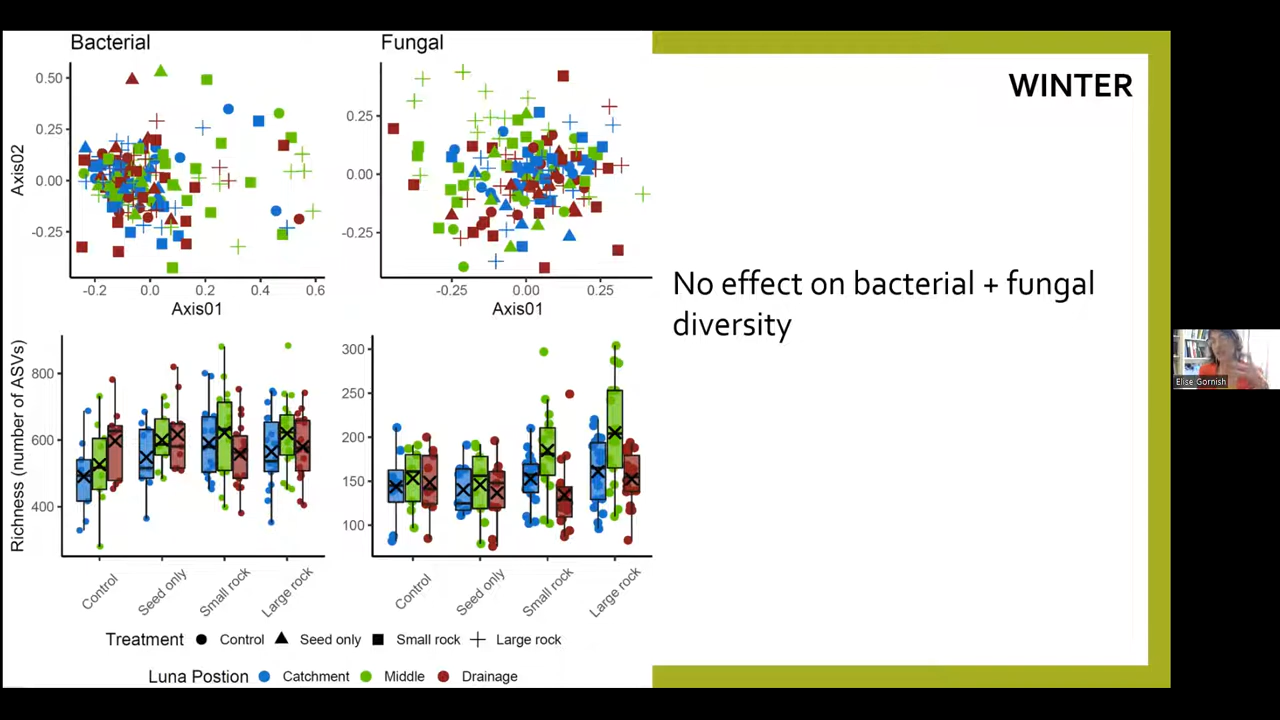 Bacterial
Fungal
WINTER
0.50
0.25
0.00
-0.25
Axis02
-0.2 0.0 0.2 0.4 0.6
Axis01
0.25
0.00
-0.25
-0.25 0.00 0.25
Axis01
No effect on bacterial + fungal
diversity
Elise Gornish
Richness (number of ASVs)
800
600
400
Control Seed only Small rock Large rock
300
250
200
150
100
Control Seed only Small rock Large rock
Treatment Control Seed only Small rock Large rock
Luna Postion Catchment Middle Drainage